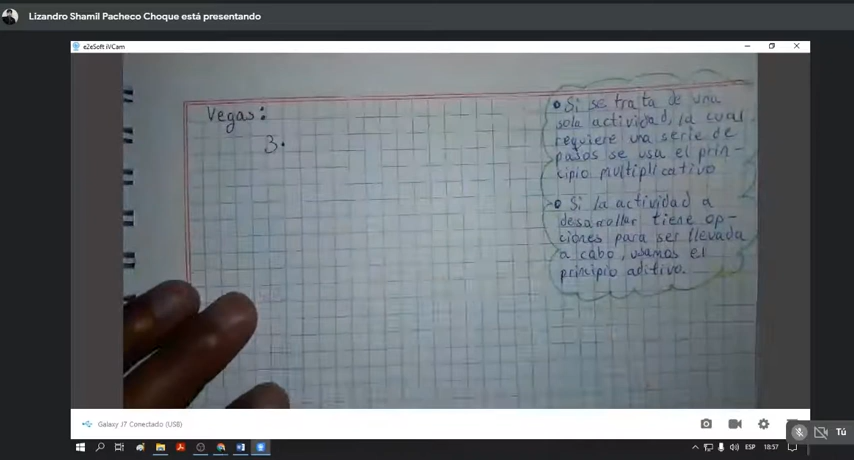 Lizandro Shamil Pacheco Choque está presentando
e2eSoft iVCam
Vegas:
3.
• Si se trata de una
sola actividad, la cual
requiere una serie de
pasos se usa el prin-
cipio multiplicativo
• Si la actividad a
desarroller tiene op-
ciones para ser llevada
a cabo, usamos el
principio aditivo.
Galaxy J7 Conectado (USB)
Tú
ESP
18:57